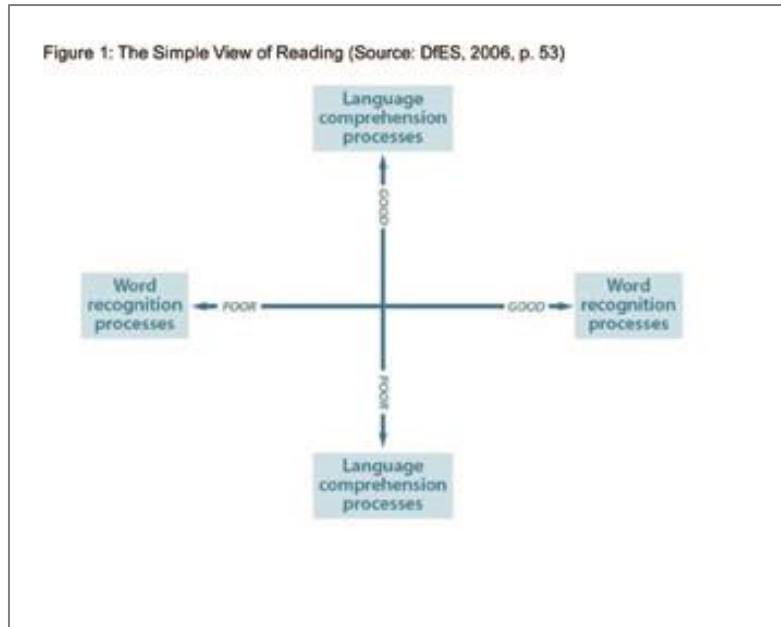 Figure 1: The Simple View of Reading (Source: DfES, 2006, p. 53)
Language
comprehension
processes
GOOD
Word
recognition
processes
POOR
GOOD
Word
recognition
processes
POOR
Language
comprehension
processes